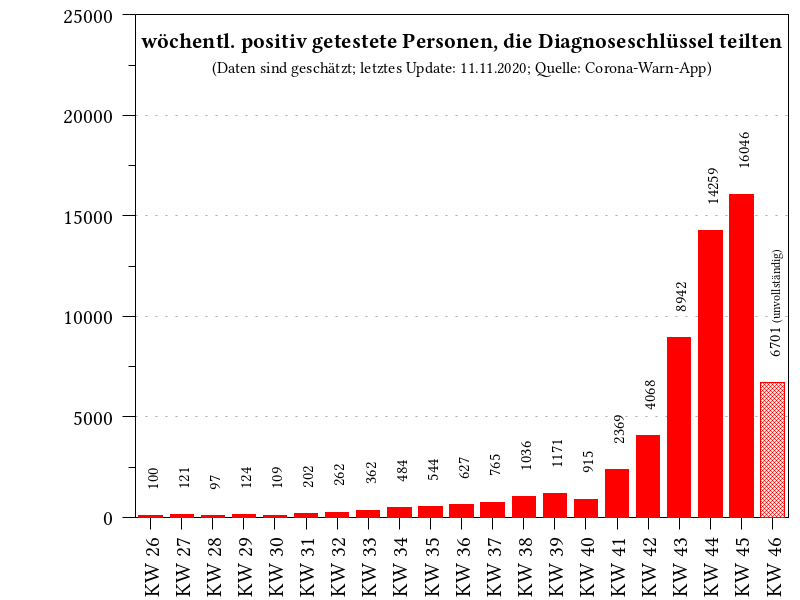 wöchentl. positiv getestete Personen, die Diagnoseschlüssel teilten
(Daten sind geschätzt; letztes Update: 11.11.2020; Quelle: Corona-Warn-App)
25000
20000
15000
10000
5000
0
100
121
97
124
109
202
262
362
484
544
627
765
1036
1171
915
2369
4068
8942
14259
16046
6701 (unvollständig)
KW 26
KW 27
KW 28
KW 29
KW 30
KW 31
KW 32
KW 33
KW 34
KW 35
KW 36
KW 37
KW 38
KW 39
KW 40
KW 41
KW 42
KW 43
KW 44
KW 45
KW 46